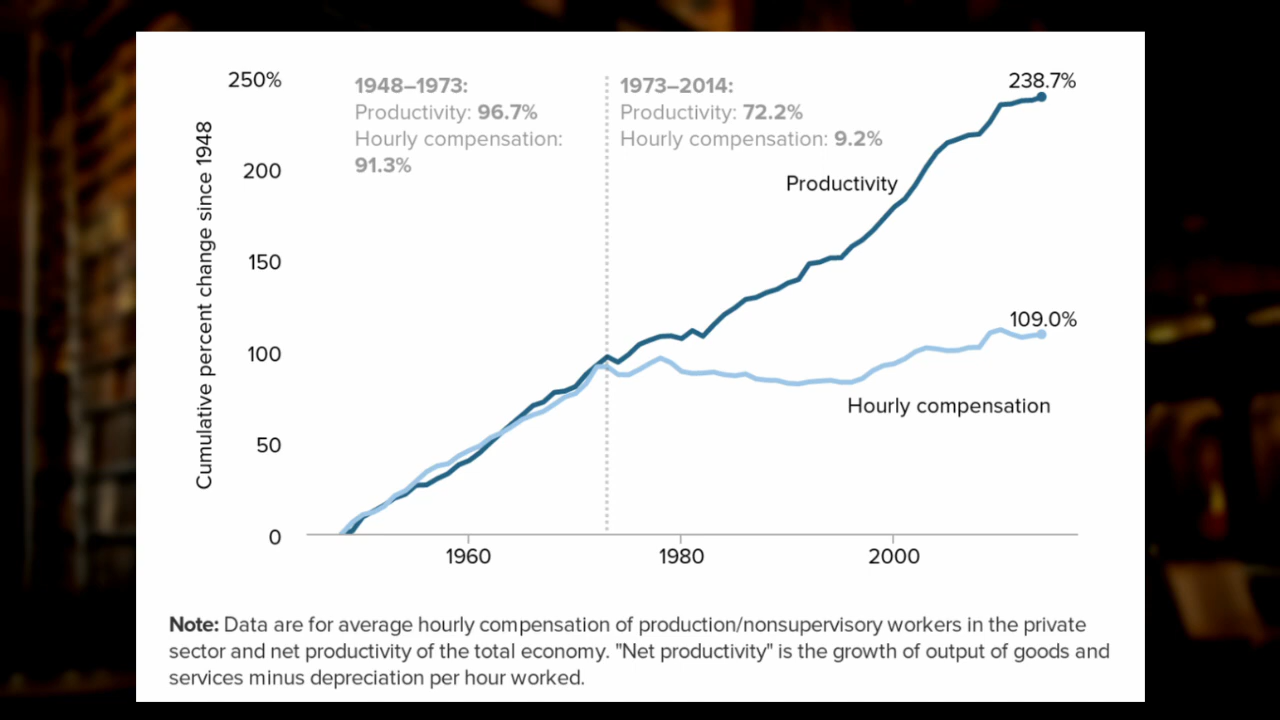 250%
200
150
100
50
0
Cumulative percent change since 1948
1948–1973:
Productivity: 96.7%
Hourly compensation:
91.3%
1973–2014:
Productivity: 72.2%
Hourly compensation: 9.2%
238.7%
Productivity
109.0%
Hourly compensation
1960
1980
2000
Note: Data are for average hourly compensation of production/nonsupervisory workers in the private
sector and net productivity of the total economy. "Net productivity" is the growth of output of goods and
services minus depreciation per hour worked.